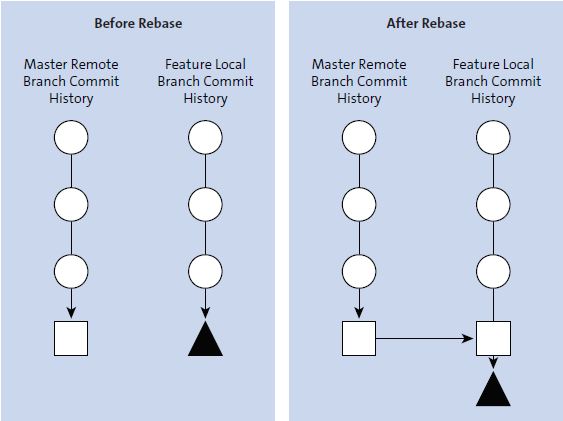 Before Rebase
Master Remote
Branch Commit
History
Feature Local
Branch Commit
History
After Rebase
Master Remote
Branch Commit
History
Feature Local
Branch Commit
History